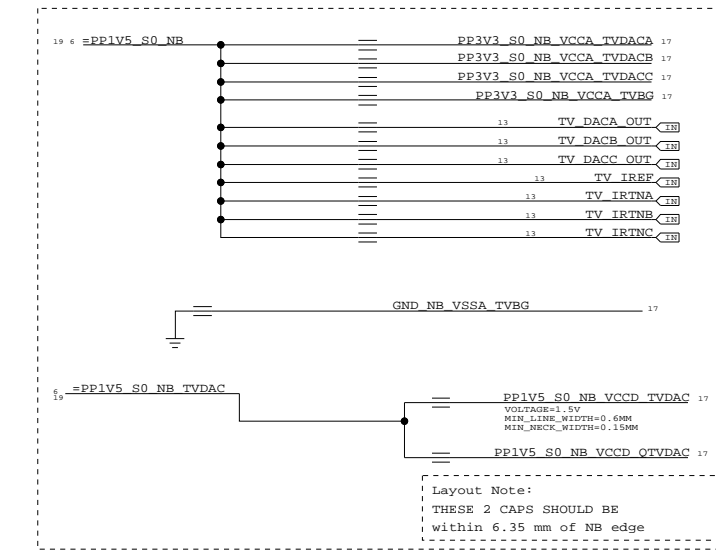 19 6 =PP1V5_S0_NB
PP3V3_S0_NB_VCCA_TVDACA 17
PP3V3_S0_NB_VCCA_TVDACB 17
PP3V3_S0_NB_VCCA_TVDACC 17
PP3V3_S0_NB_VCCA_TVBG 17
13 TV_DACA_OUT IN
13 TV_DACB_OUT IN
13 TV_DACC_OUT IN
13 TV_IREF IN
13 TV_IRTNA IN
13 TV_IRTNB IN
13 TV_IRTNC IN
GND_NB_VSSA_TVBG 17
6 =PP1V5_S0_NB_TVDAC
19
PP1V5_S0_NB_VCCD_TVDAC 17
VOLTAGE=1.5V
MIN_LINE_WIDTH=0.6MM
MIN_NECK_WIDTH=0.15MM
PP1V5_S0_NB_VCCD_QTVDAC 17
Layout Note:
THESE 2 CAPS SHOULD BE
within 6.35 mm of NB edge